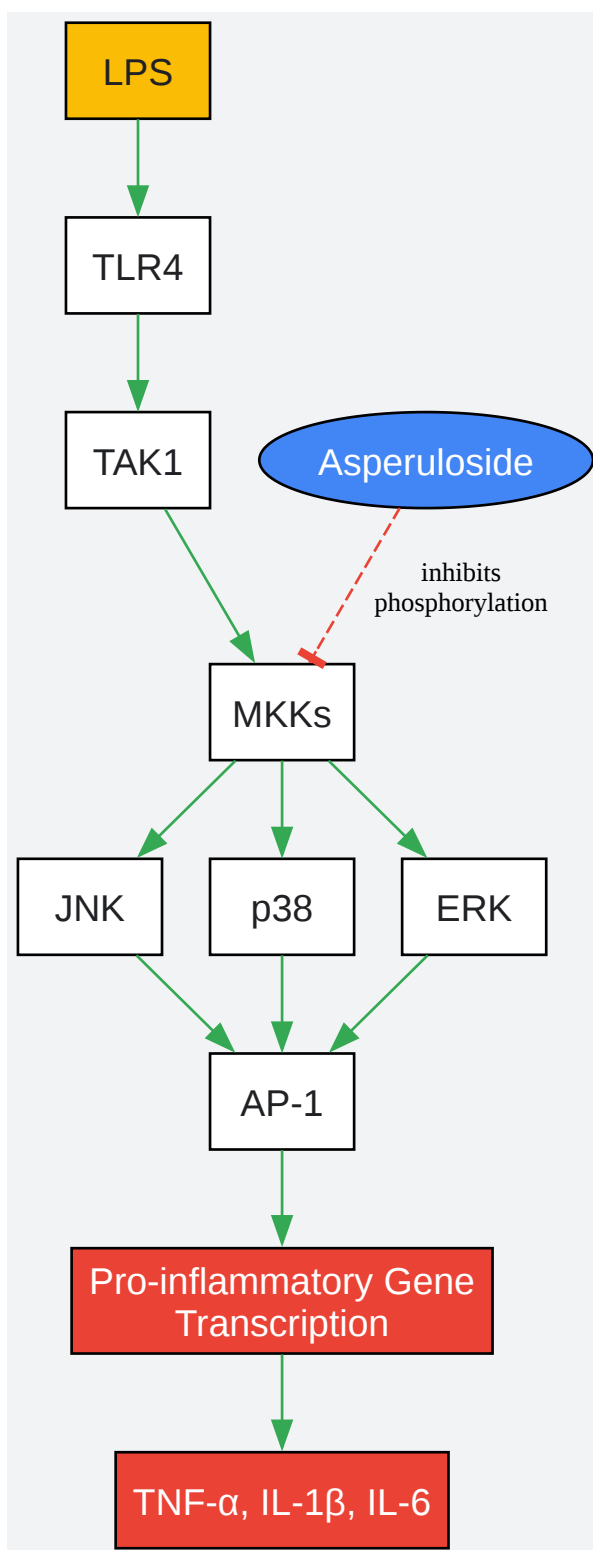 LPS
TLR4
TAK1
Asperuloside
inhibits
phosphorylation
MKKs
JNK
p38
ERK
AP-1
Pro-inflammatory Gene
Transcription
TNF-α, IL-1β, IL-6